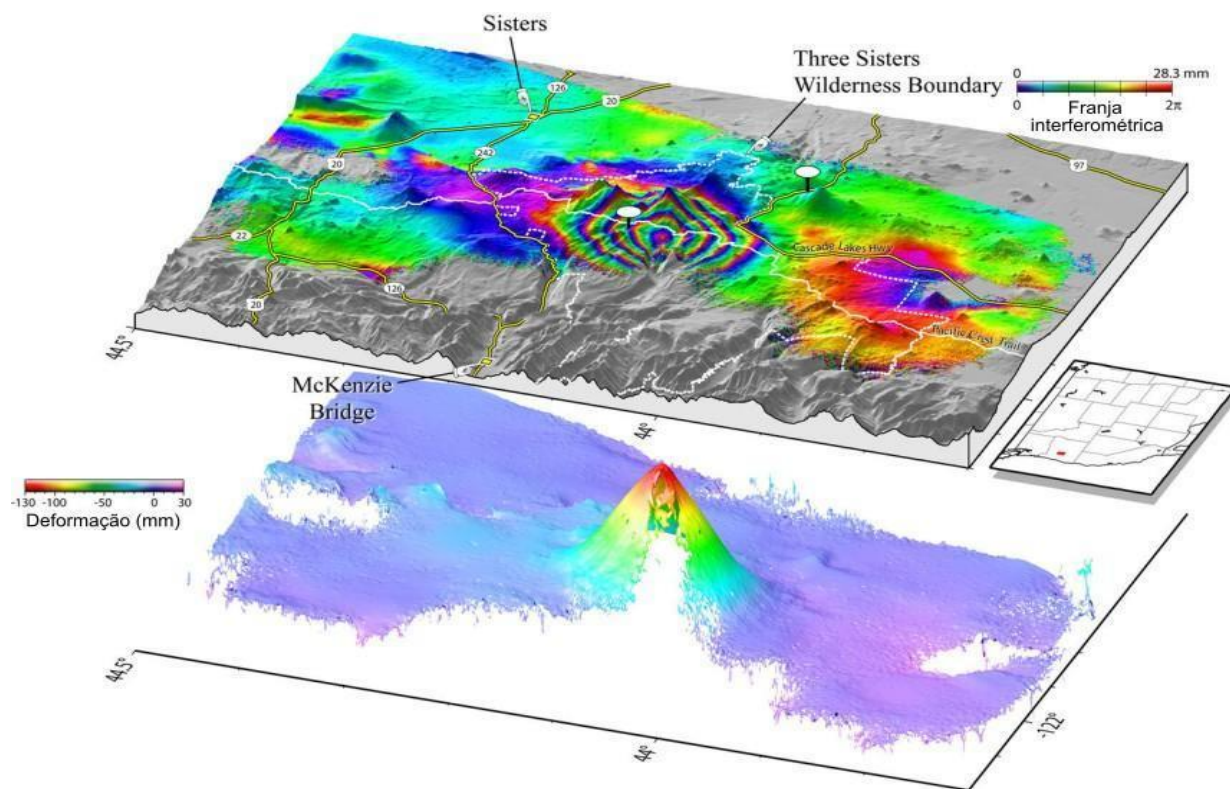 Sisters
Three Sisters
Wilderness Boundary
0 28.3 mm
0 2π
Franja
interferométrica
126
20
97
242
20
22
126
20
Cascade Lakes Hwy
Pacific Crest Trail
44.5°
McKenzie
Bridge
44°
-130 -100 -50 0 30
Deformação (mm)
44.5°
44°
-122°